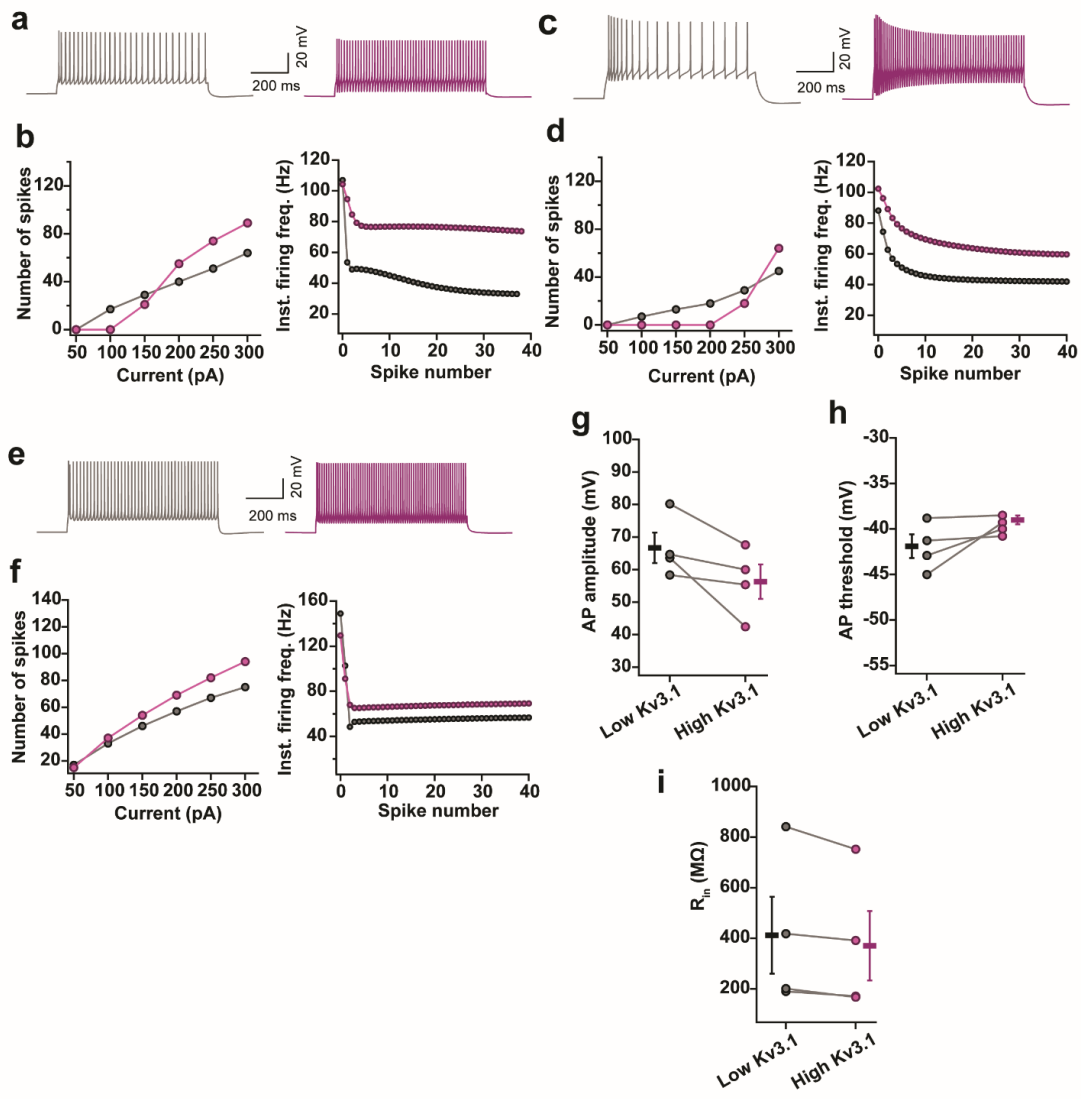 a
20 mV
200 ms
c
20 mV
200 ms
b
Number of spikes
120
80
40
0
50 100 150 200 250 300
Current (pA)
Inst. firing freq. (Hz)
120
100
80
60
40
20
0 10 20 30 40
Spike number
d
Number of spikes
120
80
40
0
50 100 150 200 250 300
Current (pA)
Inst. firing freq. (Hz)
120
100
80
60
40
20
0 10 20 30 40
Spike number
e
20 mV
200 ms
f
Number of spikes
140
120
100
80
60
40
20
50 100 150 200 250 300
Current (pA)
Inst. firing freq. (Hz)
160
120
80
40
0 10 20 30 40
Spike number
g
AP amplitude (mV)
100
90
80
70
60
50
40
30
Low Kv3.1
High Kv3.1
h
AP threshold (mV)
-30
-35
-40
-45
-50
-55
Low Kv3.1
High Kv3.1
i
Rin (MΩ)
1000
800
600
400
200
Low Kv3.1
High Kv3.1